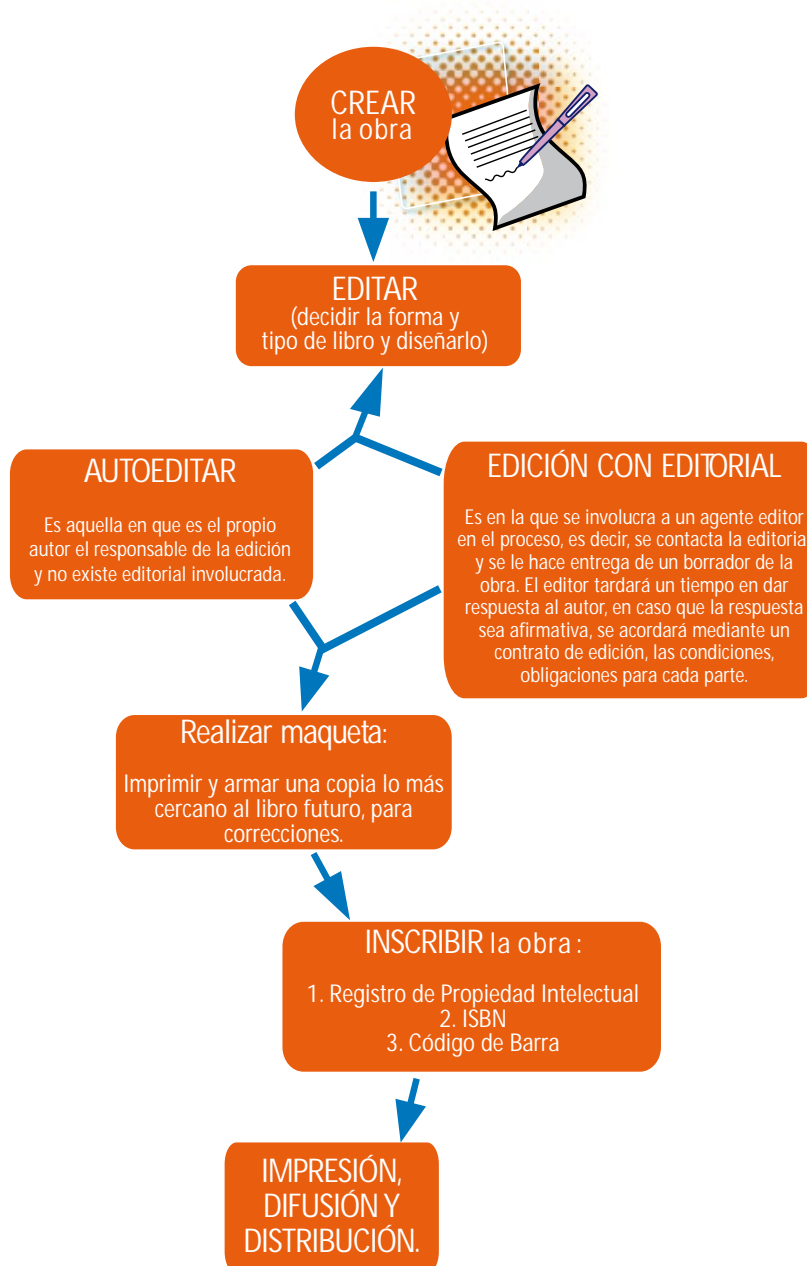 CREAR
la obra
EDITAR
(decidir la forma y
tipo de libro y diseñarlo)
AUTOEDITAR
Es aquella en que es el propio
autor el responsable de la edición
y no existe editorial involucrada.
EDICIÓN CON EDITORIAL
Es en la que se involucra a un agente editor
en el proceso, es decir, se contacta la editoria
y se le hace entrega de un borrador de la
obra. El editor tardará un tiempo en dar
respuesta al autor, en caso que la respuesta
sea afirmativa, se acordará mediante un
contrato de edición, las condiciones,
obligaciones para cada parte.
Realizar maqueta:
Imprimir y armar una copia lo más
cercano al libro futuro, para
correcciones.
INSCRIBIR la obra :
1. Registro de Propiedad Intelectual
2. ISBN
3. Código de Barra
IMPRESIÓN,
DIFUSIÓN Y
DISTRIBUCIÓN.